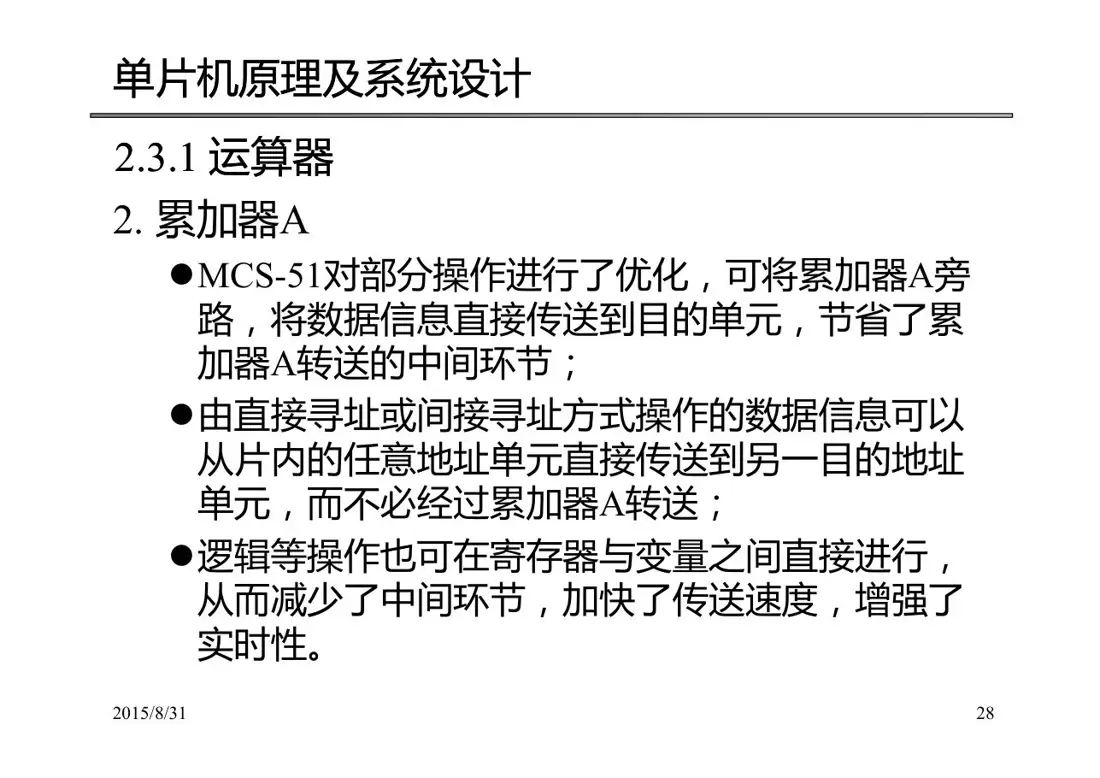 单片机原理及系统设计
2.3.1 运算器
2. 累加器A
●MCS-51对部分操作进行了优化，可将累加器A旁
路，将数据信息直接传送到目的单元，节省了累
加器A转送的中间环节；
●由直接寻址或间接寻址方式操作的数据信息可以
从片内的任意地址单元直接传送到另一目的地址
单元，而不必经过累加器A转送；
●逻辑等操作也可在寄存器与变量之间直接进行，
从而减少了中间环节，加快了传送速度，增强了
实时性。
2015/8/31
28